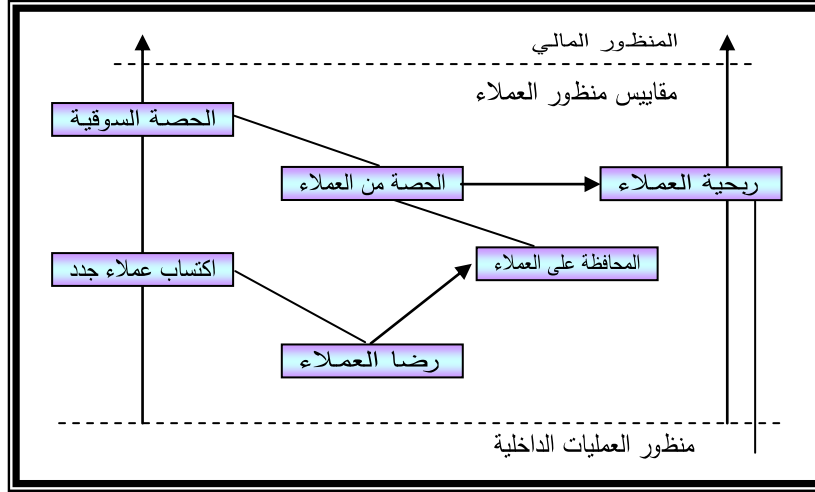 المنظور المالي
مقاييس منظور العملاء
الحصة السوقية
ربحية العملاء
الحصة من العملاء
المحافظة على العملاء
اكتساب عملاء جدد
رضا العملاء
منظور العمليات الداخلية